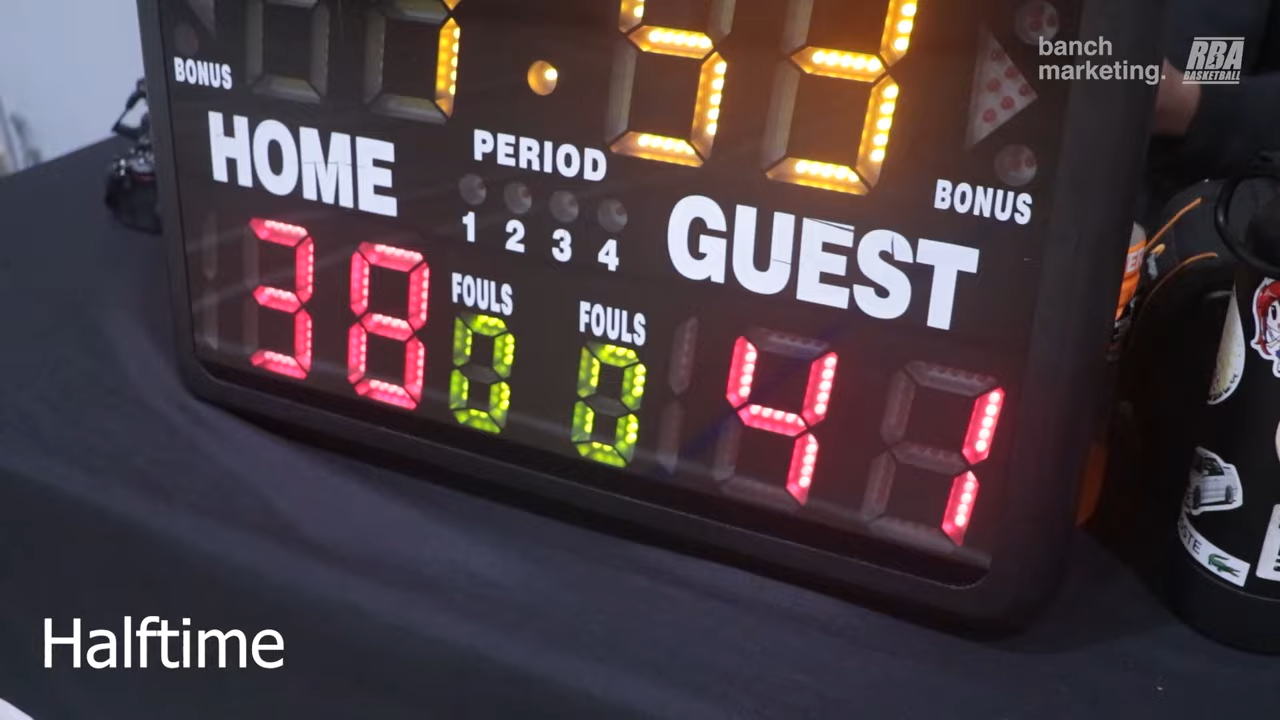 banch
marketing.
RBA
BASKETBALL
BONUS
HOME
PERIOD
1 2 3 4
GUEST
BONUS
38
FOULS
0
FOULS
0
41
Halftime